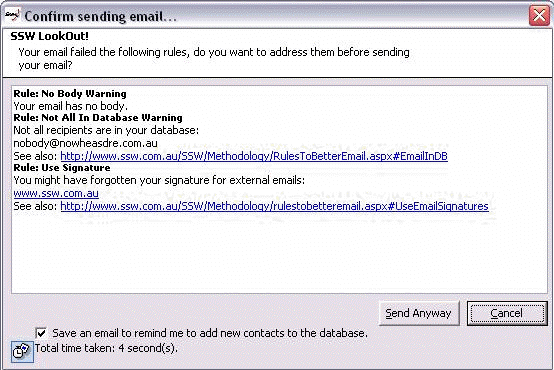 Confirm sending email...
SSW LookOut!
Your email failed the following rules, do you want to address them before sending
your email?
Rule: No Body Warning
Your email has no body.
Rule: Not All In Database Warning
Not all recipients are in your database:
nobody@nowheasdre.com.au
See also: http://www.ssw.com.au/SSW/Methodology/RulesToBetterEmail.aspx#EmailInDB
Rule: Use Signature
You might have forgotten your signature for external emails:
www.ssw.com.au
See also: http://www.ssw.com.au/SSW/Methodology/rulestobetteremail.aspx#UseEmailSignatures
Send Anyway
Cancel
Save an email to remind me to add new contacts to the database.
Total time taken: 4 second(s).